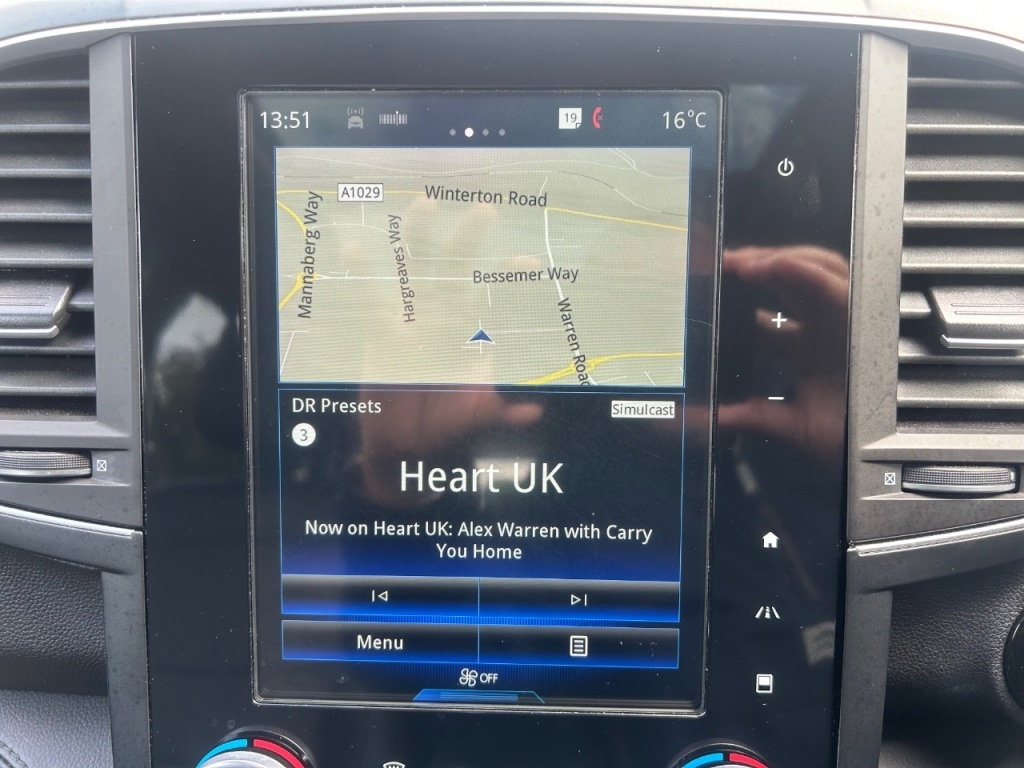 13:51
19
16°C
A1029
Winterton Road
Mannaberg Way
Hargreaves Way
Bessemer Way
Warren Road
DR Presets
Simulcast
3
Heart UK
Now on Heart UK: Alex Warren with Carry
You Home
Menu
OFF